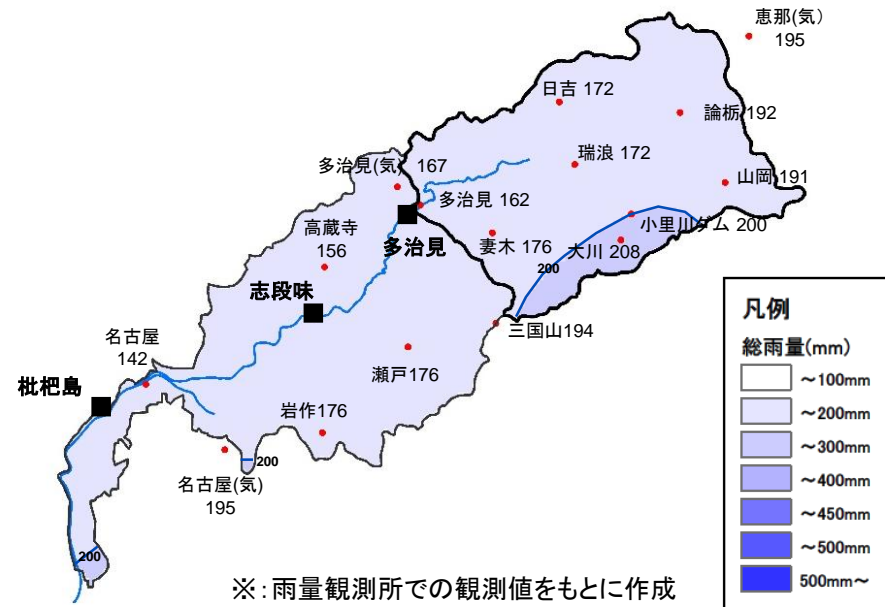 恵那(気)
195
日吉 172
論栃 192
瑞浪 172
多治見(気) 167
山岡 191
多治見 162
高蔵寺
156
多治見
妻木 176
小里川ダム 200
大川 208
200
志段味
三国山194
名古屋
142
瀬戸176
枇杷島
岩作176
200
名古屋(気)
195
200
凡例
総雨量(mm)
～100mm
～200mm
～300mm
～400mm
～450mm
～500mm
500mm～
※:雨量観測所での観測値をもとに作成